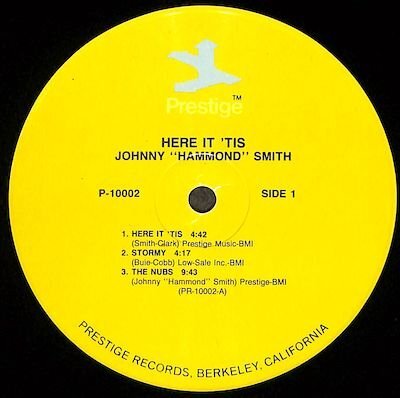 Prestige™
HERE IT 'TIS
JOHNNY "HAMMOND" SMITH
P-10002 SIDE 1
1. HERE IT 'TIS 4:42
(Smith-Clark) Prestige Music-BMI
2. STORMY 4:17
(Buie-Cobb) Low-Sale Inc.-BMI
3. THE NUBS 9:43
(Johnny "Hammond" Smith) Prestige-BMI
(PR-10002-A)
PRESTIGE RECORDS, BERKELEY, CALIFORNIA